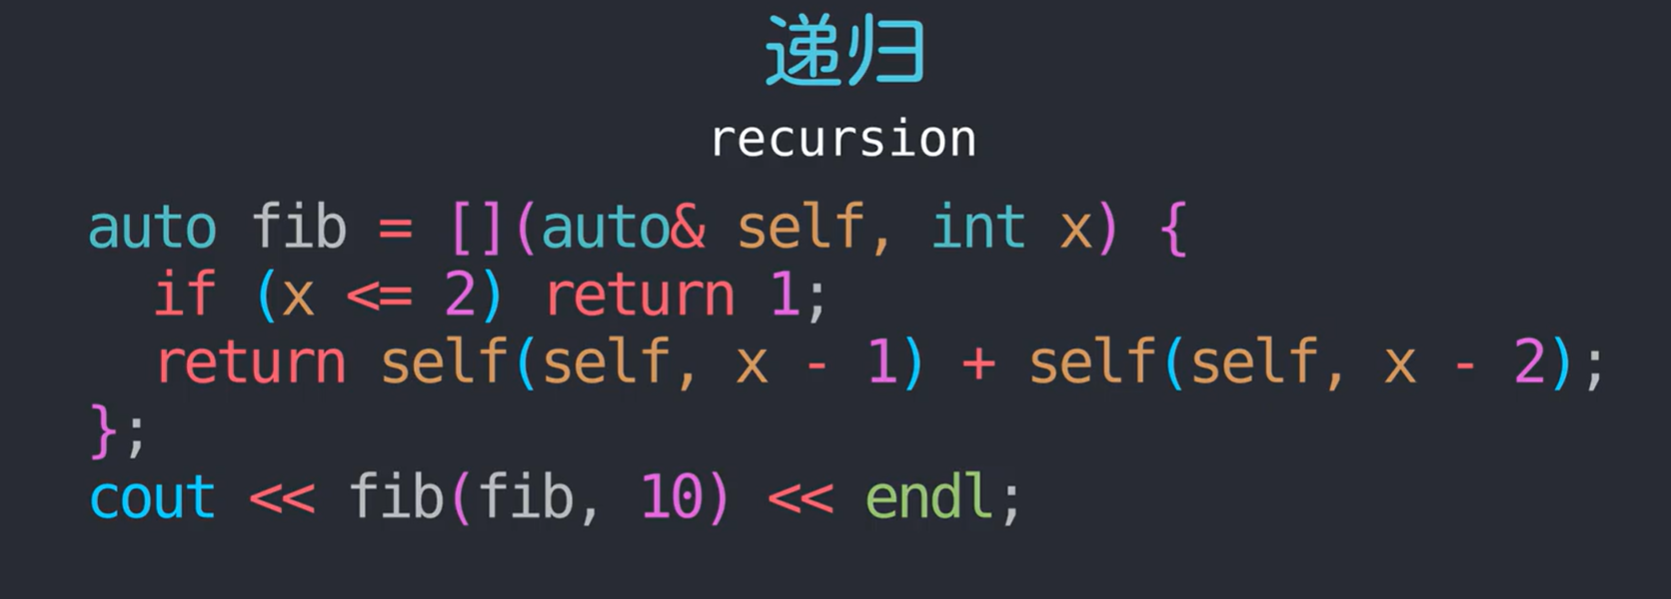 递归
recursion
auto fib = [](auto& self, int x) {
  if (x <= 2) return 1;
  return self(self, x - 1) + self(self, x - 2);
};
cout << fib(fib, 10) << endl;